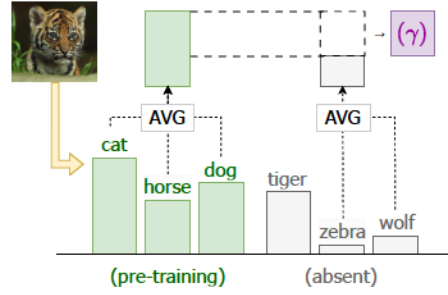 → (γ)
AVG AVG
cat horse dog tiger zebra wolf
(pre-training) (absent)